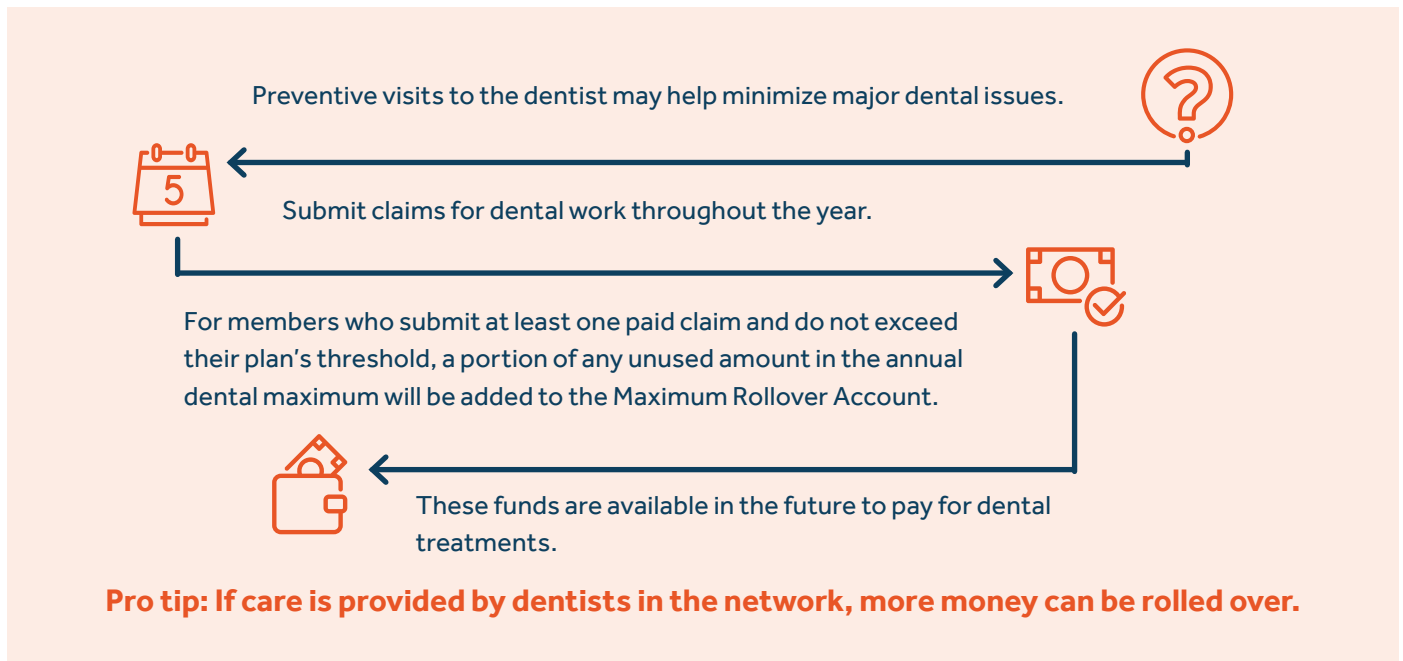 Preventive visits to the dentist may help minimize major dental issues.
5
Submit claims for dental work throughout the year.
For members who submit at least one paid claim and do not exceed
their plan's threshold, a portion of any unused amount in the annual
dental maximum will be added to the Maximum Rollover Account.
These funds are available in the future to pay for dental
treatments.
Pro tip: If care is provided by dentists in the network, more money can be rolled over.